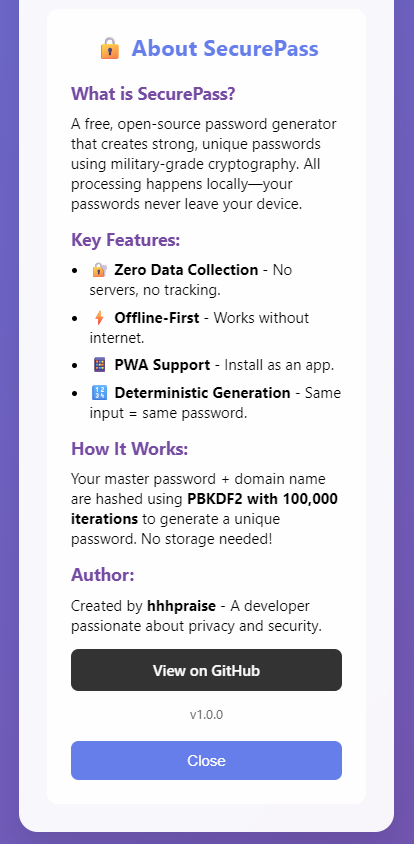 🔒 About SecurePass
What is SecurePass?
A free, open-source password generator
that creates strong, unique passwords
using military-grade cryptography. All
processing happens locally—your
passwords never leave your device.
Key Features:
• 🔐 Zero Data Collection - No
servers, no tracking.
• ⚡ Offline-First - Works without
internet.
• 📱 PWA Support - Install as an app.
• 🔢 Deterministic Generation - Same
input = same password.
How It Works:
Your master password + domain name
are hashed using PBKDF2 with 100,000
iterations to generate a unique
password. No storage needed!
Author:
Created by hhhpraise - A developer
passionate about privacy and security.
View on GitHub
v1.0.0
Close